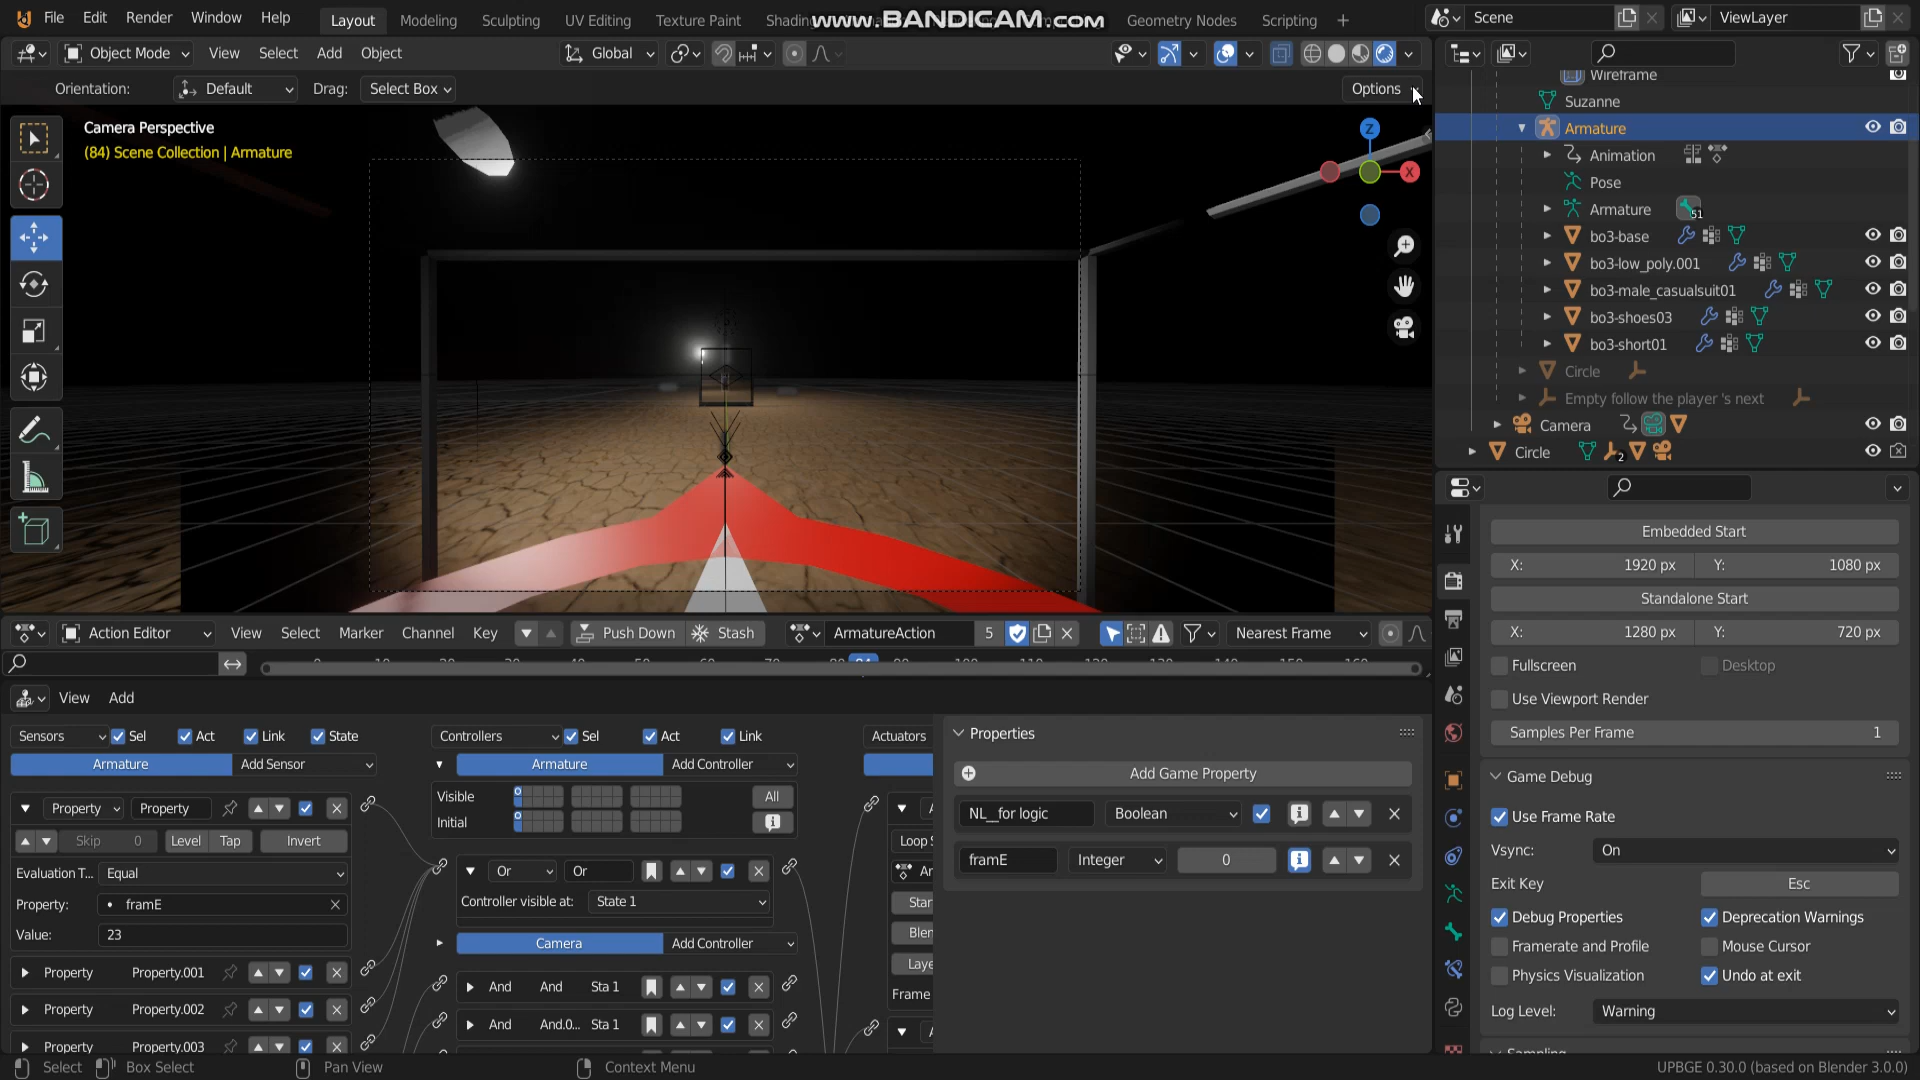 File Edit Render Window Help Layout Modeling Sculpting UV Editing Texture Paint Shading www.BANDICAM.com Geometry Nodes Scripting + Scene ViewLayer
Object Mode View Select Add Object Global
Orientation: Default Drag: Select Box Options
Camera Perspective
(84) Scene Collection | Armature
Z
X
Wireframe
Suzanne
Armature
Animation
Pose
Armature 51
bo3-base
bo3-low_poly.001
bo3-male_casualsuit01
bo3-shoes03
bo3-short01
Circle
Empty follow the player 's next
Camera
Circle 2
Embedded Start
X: 1920 px Y: 1080 px
Standalone Start
X: 1280 px Y: 720 px
Fullscreen Desktop
Use Viewport Render
Samples Per Frame 1
Game Debug
Use Frame Rate
Vsync: On
Exit Key Esc
Debug Properties Deprecation Warnings
Framerate and Profile Mouse Cursor
Physics Visualization Undo at exit
Log Level: Warning
Action Editor View Select Marker Channel Key Push Down Stash ArmatureAction 5 Nearest Frame
View Add
Sensors Sel Act Link State
Armature Add Sensor
Property Property
Skip 0 Level Tap Invert
Evaluation T... Equal
Property: framE
Value: 23
Property Property.001
Property Property.002
Property Property.003
Controllers Sel Act Link
Armature Add Controller
Visible All
Initial
Or Or
Controller visible at: State 1
Camera Add Controller
And And Sta 1
And And.0... Sta 1
Actuators
Loop
Frame
Properties
Add Game Property
NL__for logic Boolean
framE Integer 0
Select Box Select Pan View Context Menu UPBGE 0.30.0 (based on Blender 3.0.0)